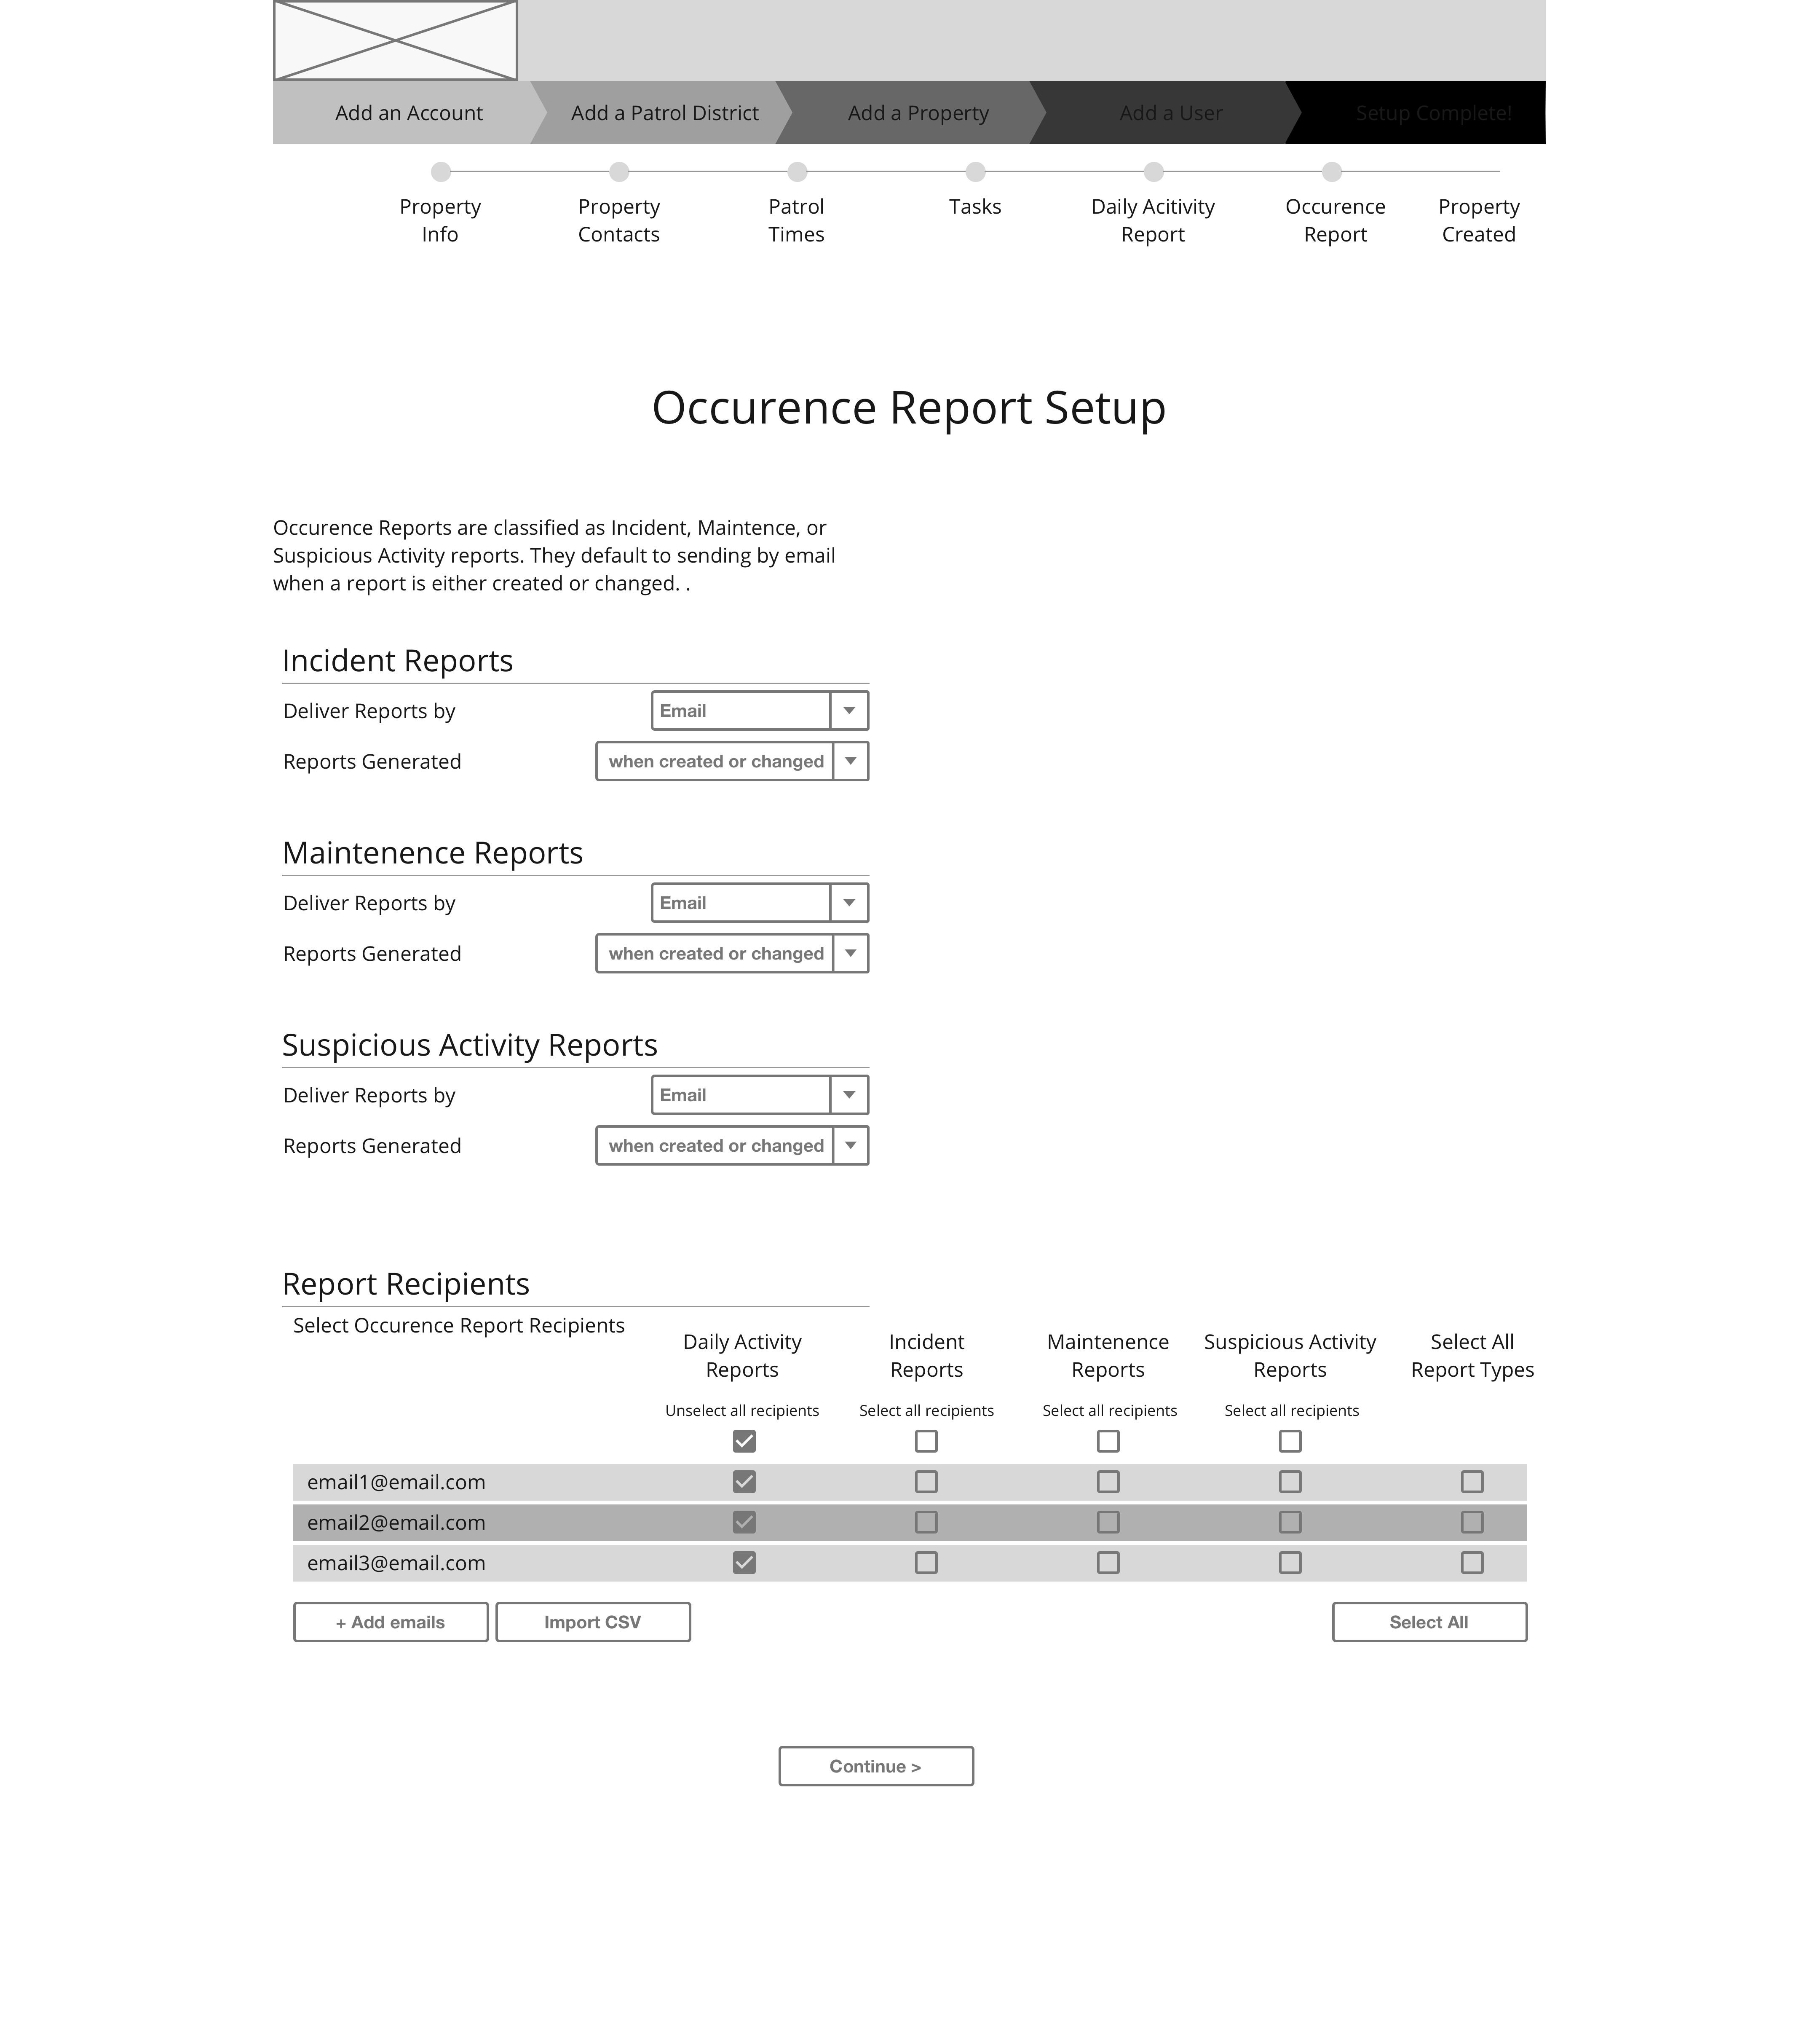 Add an Account
Add a Patrol District
Add a Property
Add a User
Setup Complete!
Property
Info
Property
Contacts
Patrol
Times
Tasks
Daily Acitivity
Report
Occurence
Report
Property
Created
Occurence Report Setup
Occurence Reports are classified as Incident, Maintence, or
Suspicious Activity reports. They default to sending by email
when a report is either created or changed. .
Incident Reports
Deliver Reports by
Email
Reports Generated
when created or changed
Maintenence Reports
Deliver Reports by
Email
Reports Generated
when created or changed
Suspicious Activity Reports
Deliver Reports by
Email
Reports Generated
when created or changed
Report Recipients
Select Occurence Report Recipients
Daily Activity
Reports
Incident
Reports
Maintenence
Reports
Suspicious Activity
Reports
Select All
Report Types
Unselect all recipients
Select all recipients
Select all recipients
Select all recipients
email1@email.com
email2@email.com
email3@email.com
+ Add emails
Import CSV
Select All
Continue >